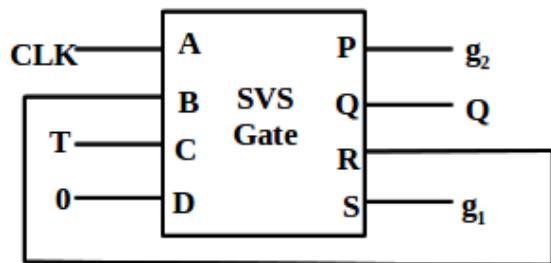 CLK A P g₂
B SVS Q Q
Gate
T C R
0 D S g₁